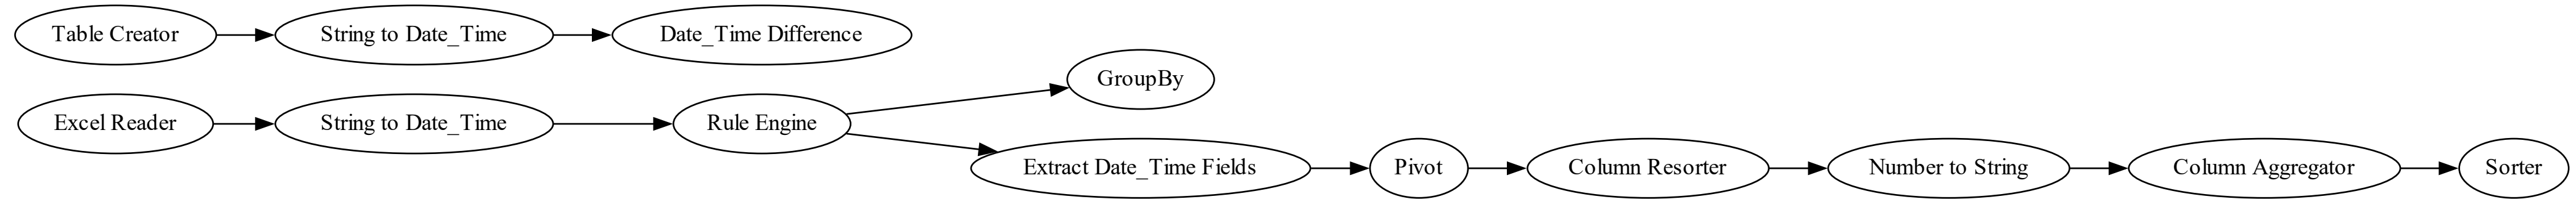 Table Creator
String to Date_Time
Date_Time Difference
GroupBy
Excel Reader
String to Date_Time
Rule Engine
Extract Date_Time Fields
Pivot
Column Resorter
Number to String
Column Aggregator
Sorter